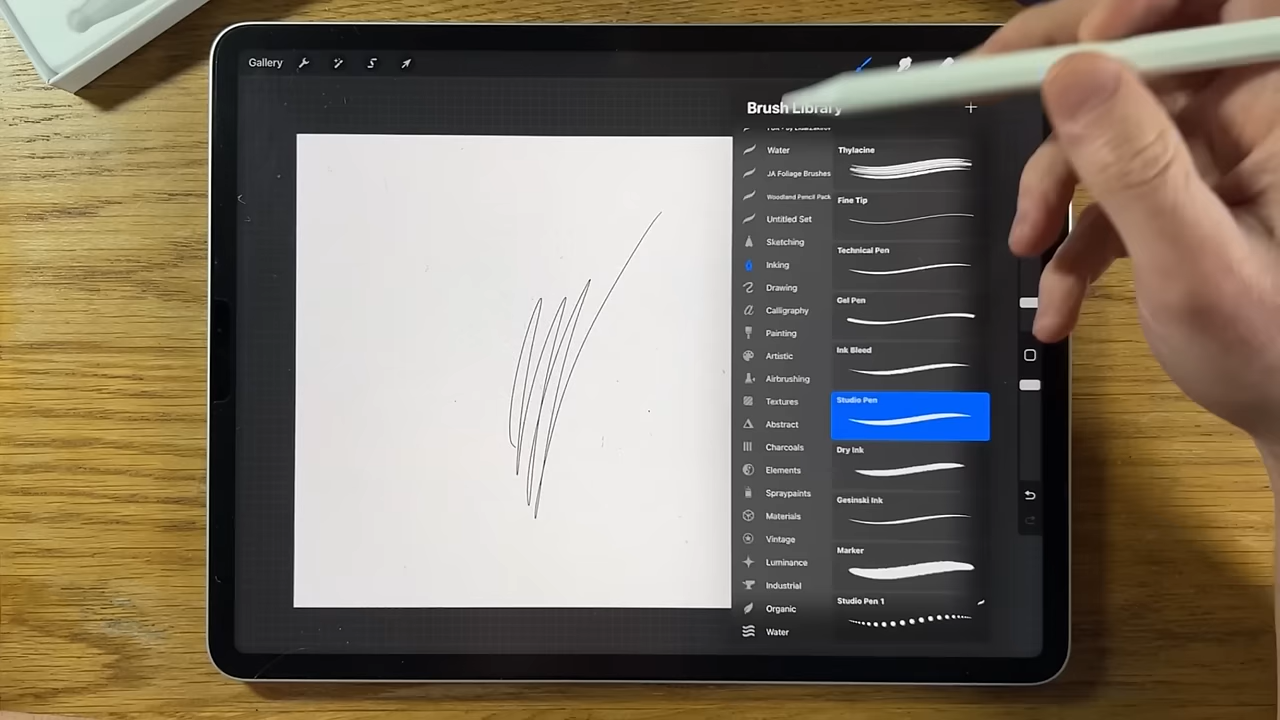 Gallery
Brush Library
Water
JA Foliage Brushes
Woodland Pencil Pack
Untitled Set
Sketching
Inking
Drawing
Calligraphy
Painting
Artistic
Airbrushing
Textures
Abstract
Charcoals
Elements
Spraypaints
Materials
Vintage
Luminance
Industrial
Organic
Water
Thylacine
Fine Tip
Technical Pen
Gel Pen
Ink Bleed
Studio Pen
Dry Ink
Gesinski Ink
Marker
Studio Pen 1